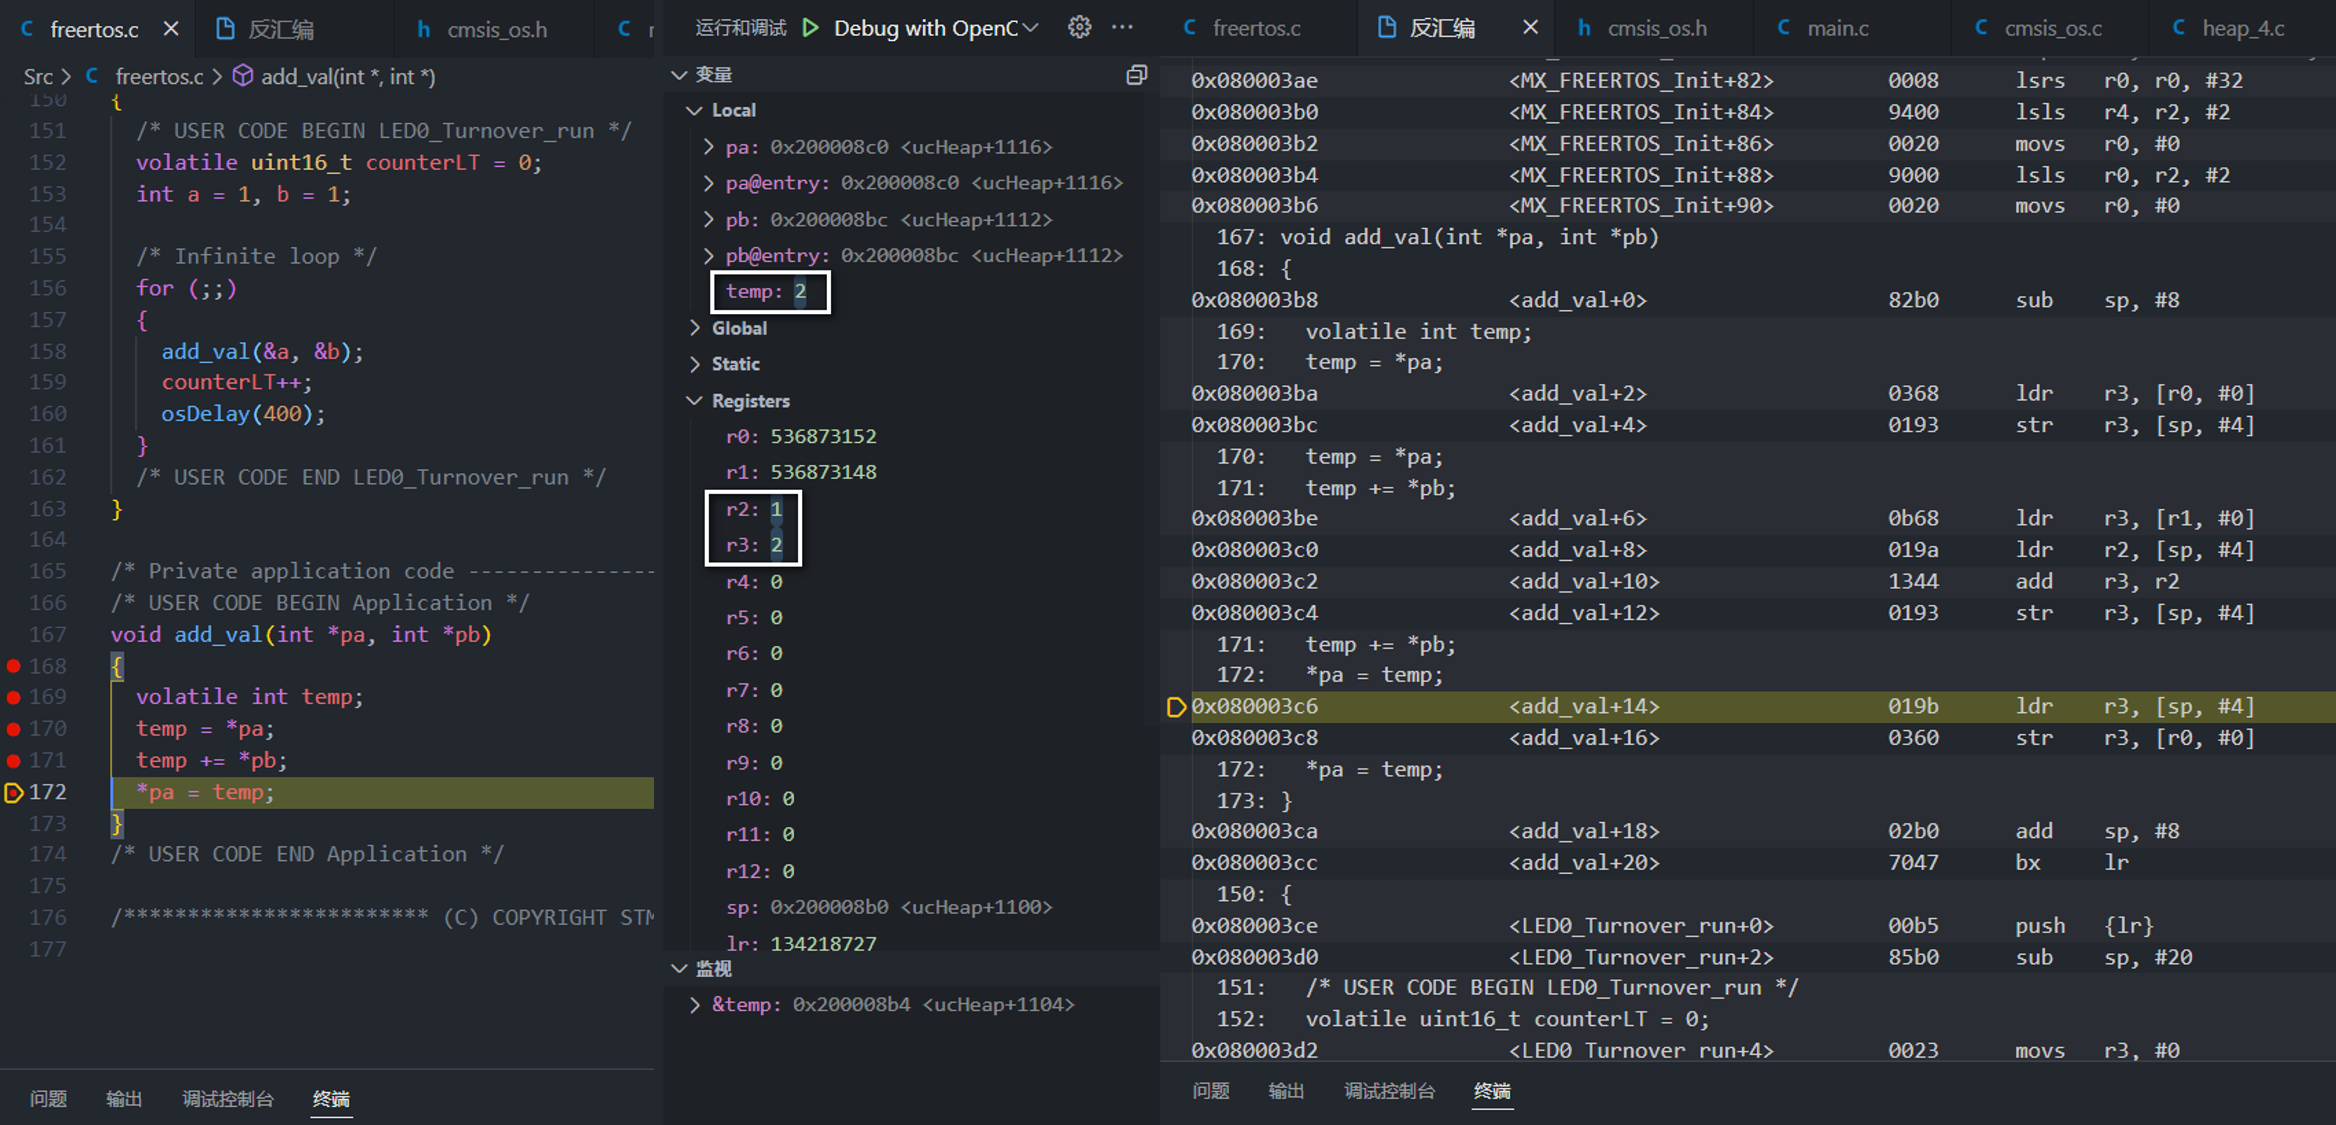 freertos.c
反汇编
cmsis_os.h
Src > freertos.c > add_val(int *, int *)
150 {
151 /* USER CODE BEGIN LED0_Turnover_run */
152 volatile uint16_t counterLT = 0;
153 int a = 1, b = 1;
154
155 /* Infinite loop */
156 for (;;)
157 {
158 add_val(&a, &b);
159 counterLT++;
160 osDelay(400);
161 }
162 /* USER CODE END LED0_Turnover_run */
163 }
164
165 /* Private application code ---------------
166 /* USER CODE BEGIN Application */
167 void add_val(int *pa, int *pb)
168 {
169 volatile int temp;
170 temp = *pa;
171 temp += *pb;
172 *pa = temp;
173 }
174 /* USER CODE END Application */
175
176 /************************ (C) COPYRIGHT STM
177
问题 输出 调试控制台 终端
运行和调试 Debug with OpenC
变量
Local
pa: 0x200008c0 <ucHeap+1116>
pa@entry: 0x200008c0 <ucHeap+1116>
pb: 0x200008bc <ucHeap+1112>
pb@entry: 0x200008bc <ucHeap+1112>
temp: 2
Global
Static
Registers
r0: 536873152
r1: 536873148
r2: 1
r3: 2
r4: 0
r5: 0
r6: 0
r7: 0
r8: 0
r9: 0
r10: 0
r11: 0
r12: 0
sp: 0x200008b0 <ucHeap+1100>
lr: 134218727
监视
&temp: 0x200008b4 <ucHeap+1104>
freertos.c
反汇编
cmsis_os.h
main.c
cmsis_os.c
heap_4.c
0x080003ae <MX_FREERTOS_Init+82> 0008 lsrs r0, r0, #32
0x080003b0 <MX_FREERTOS_Init+84> 9400 lsls r4, r2, #2
0x080003b2 <MX_FREERTOS_Init+86> 0020 movs r0, #0
0x080003b4 <MX_FREERTOS_Init+88> 9000 lsls r0, r2, #2
0x080003b6 <MX_FREERTOS_Init+90> 0020 movs r0, #0
167: void add_val(int *pa, int *pb)
168: {
0x080003b8 <add_val+0> 82b0 sub sp, #8
169: volatile int temp;
170: temp = *pa;
0x080003ba <add_val+2> 0368 ldr r3, [r0, #0]
0x080003bc <add_val+4> 0193 str r3, [sp, #4]
170: temp = *pa;
171: temp += *pb;
0x080003be <add_val+6> 0b68 ldr r3, [r1, #0]
0x080003c0 <add_val+8> 019a ldr r2, [sp, #4]
0x080003c2 <add_val+10> 1344 add r3, r2
0x080003c4 <add_val+12> 0193 str r3, [sp, #4]
171: temp += *pb;
172: *pa = temp;
0x080003c6 <add_val+14> 019b ldr r3, [sp, #4]
0x080003c8 <add_val+16> 0360 str r3, [r0, #0]
172: *pa = temp;
173: }
0x080003ca <add_val+18> 02b0 add sp, #8
0x080003cc <add_val+20> 7047 bx lr
150: {
0x080003ce <LED0_Turnover_run+0> 00b5 push {lr}
0x080003d0 <LED0_Turnover_run+2> 85b0 sub sp, #20
151: /* USER CODE BEGIN LED0_Turnover_run */
152: volatile uint16_t counterLT = 0;
0x080003d2 <LED0_Turnover_run+4> 0023 movs r3, #0
问题 输出 调试控制台 终端